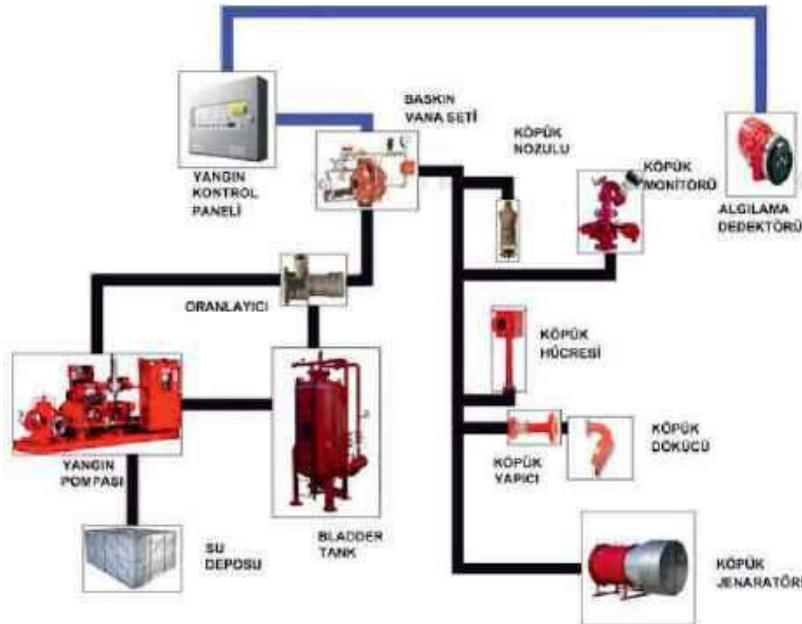 BASKIN
VANA SETİ
KÖPÜK
NOZULU
KÖPÜK
MONİTÖRÜ
YANGIN
KONTROL
PANELİ
ALGILAMA
DEDEKTÖRÜ
ORANLAYICI
KÖPÜK
HÜCRESİ
KÖPÜK
DÖKÜCÜ
KÖPÜK
YAPICI
YANGIN
POMPASI
BLADDER
TANK
SU
DEPOSU
KÖPÜK
JENARATÖRÜ